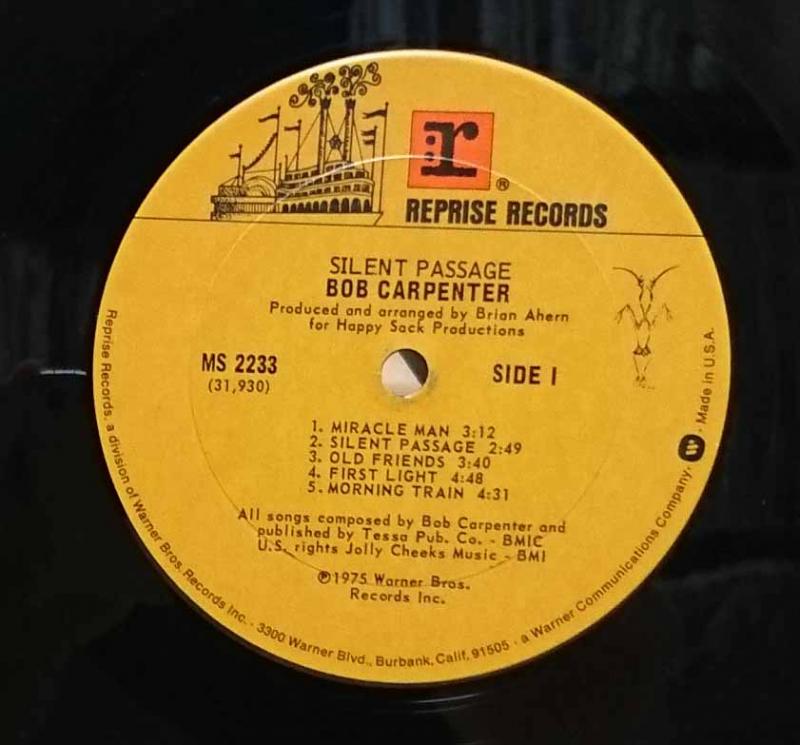 r
®
REPRISE RECORDS
SILENT PASSAGE
BOB CARPENTER
Produced and arranged by Brian Ahern
for Happy Sack Productions
MS 2233
(31,930)
SIDE I
1. MIRACLE MAN 3:12
2. SILENT PASSAGE 2:49
3. OLD FRIENDS 3:40
4. FIRST LIGHT 4:48
5. MORNING TRAIN 4:31
All songs composed by Bob Carpenter and
published by Tessa Pub. Co. - BMIC
U.S. rights Jolly Cheeks Music - BMI
℗1975 Warner Bros.
Records Inc.
Reprise Records, a division of Warner Bros. Records Inc. · 3300 Warner Blvd., Burbank, Calif. 91505 · a Warner Communications Company. W · Made in U.S.A.